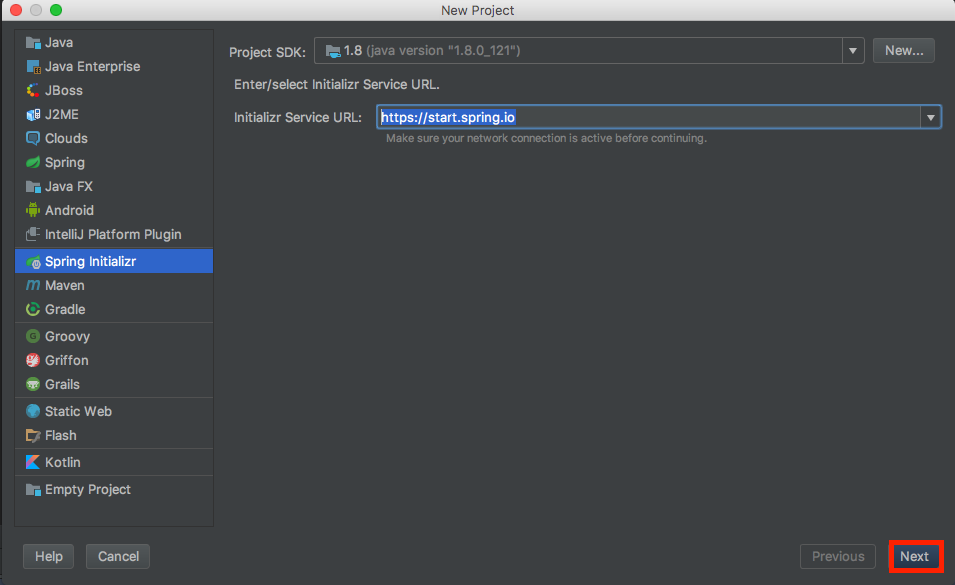 New Project
Java
Java Enterprise
JBoss
J2ME
Clouds
Spring
Java FX
Android
IntelliJ Platform Plugin
Spring Initializr
Maven
Gradle
Groovy
Griffon
Grails
Static Web
Flash
Kotlin
Empty Project
Project SDK: 1.8 (java version "1.8.0_121") New...
Enter/select Initializr Service URL.
Initializr Service URL: https://start.spring.io
Make sure your network connection is active before continuing.
Help Cancel Previous Next